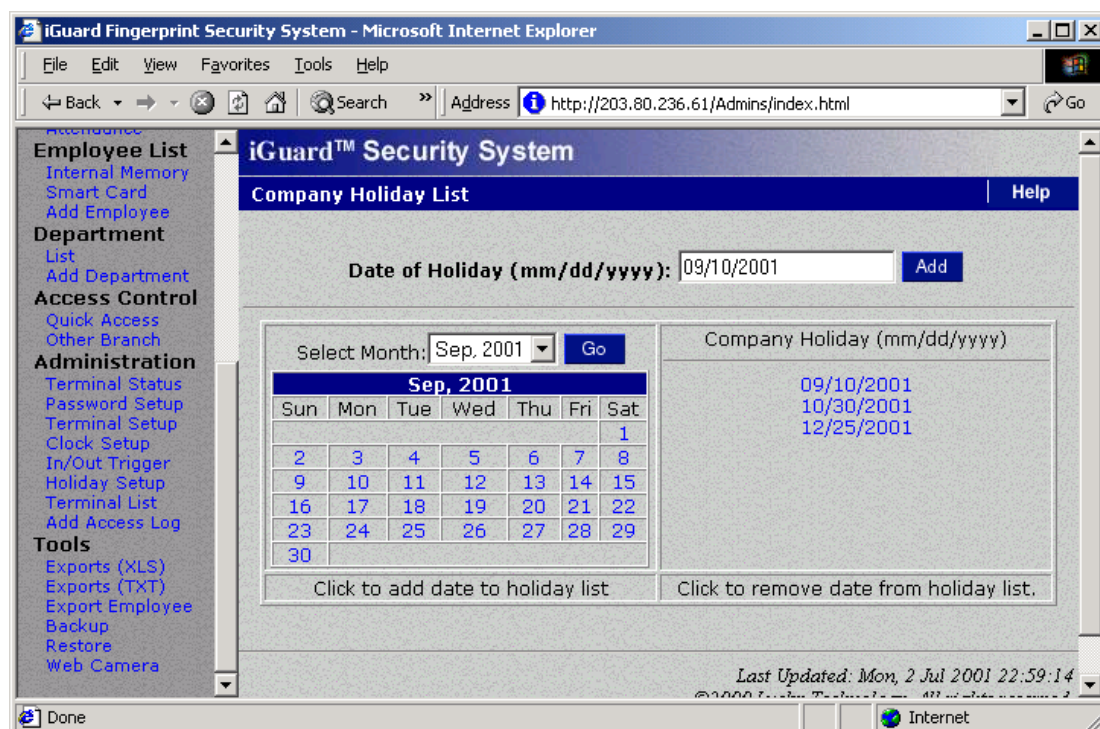 iGuard Fingerprint Security System - Microsoft Internet Explorer
File Edit View Favorites Tools Help
Back Search » Address http://203.80.236.61/Admins/index.html Go
Attendance
Employee List
Internal Memory
Smart Card
Add Employee
Department
List
Add Department
Access Control
Quick Access
Other Branch
Administration
Terminal Status
Password Setup
Terminal Setup
Clock Setup
In/Out Trigger
Holiday Setup
Terminal List
Add Access Log
Tools
Exports (XLS)
Exports (TXT)
Export Employee
Backup
Restore
Web Camera
iGuard™ Security System
Company Holiday List Help
Date of Holiday (mm/dd/yyyy): 09/10/2001 Add
Select Month: Sep, 2001 Go
Sep, 2001
Sun Mon Tue Wed Thu Fri Sat
1
2 3 4 5 6 7 8
9 10 11 12 13 14 15
16 17 18 19 20 21 22
23 24 25 26 27 28 29
30
Click to add date to holiday list
Company Holiday (mm/dd/yyyy)
09/10/2001
10/30/2001
12/25/2001
Click to remove date from holiday list.
Last Updated: Mon, 2 Jul 2001 22:59:14
Done Internet